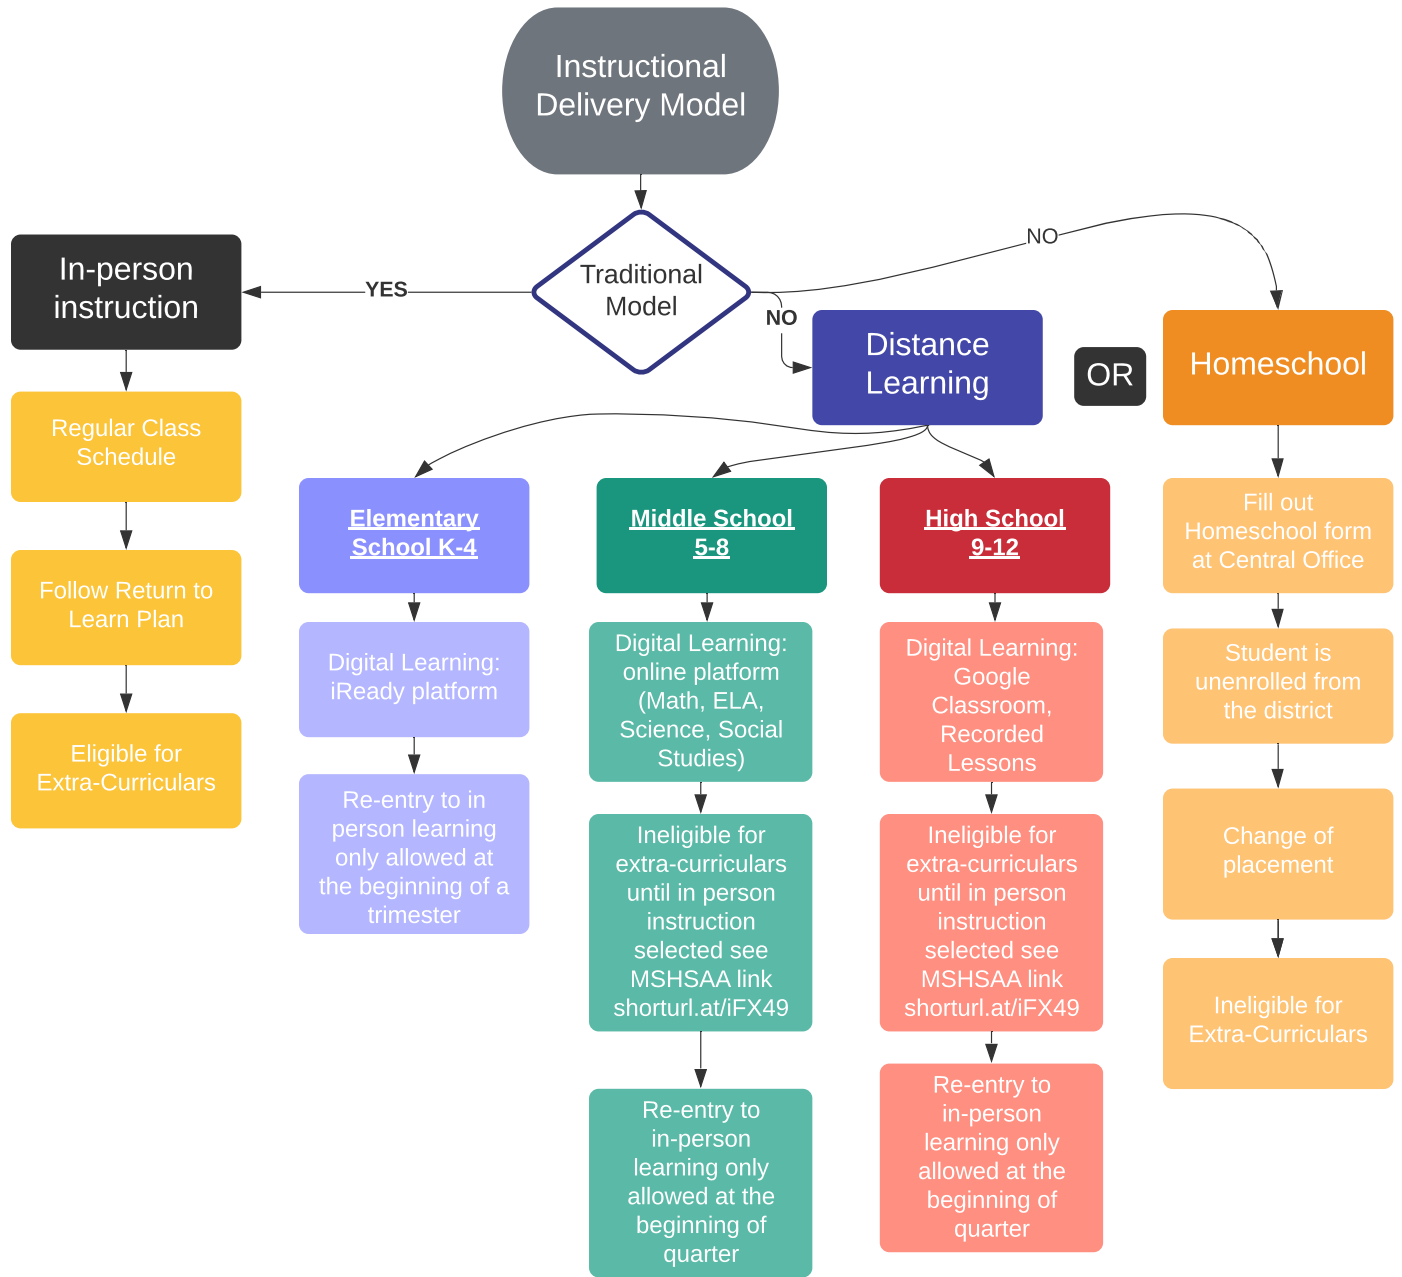 Instructional
Delivery Model
Traditional
Model
YES
NO
NO
In-person
instruction
Regular Class
Schedule
Follow Return to
Learn Plan
Eligible for
Extra-Curriculars
Distance
Learning
OR
Homeschool
Elementary
School K-4
Digital Learning:
iReady platform
Re-entry to in
person learning
only allowed at
the beginning of a
trimester
Middle School
5-8
Digital Learning:
online platform
(Math, ELA,
Science, Social
Studies)
Ineligible for
extra-curriculars
until in person
instruction
selected see
MSHSAA link
shorturl.at/iFX49
Re-entry to
in-person
learning only
allowed at the
beginning of
quarter
High School
9-12
Digital Learning:
Google
Classroom,
Recorded
Lessons
Ineligible for
extra-curriculars
until in person
instruction
selected see
MSHSAA link
shorturl.at/iFX49
Re-entry to
in-person
learning only
allowed at the
beginning of
quarter
Fill out
Homeschool form
at Central Office
Student is
unenrolled from
the district
Change of
placement
Ineligible for
Extra-Curriculars